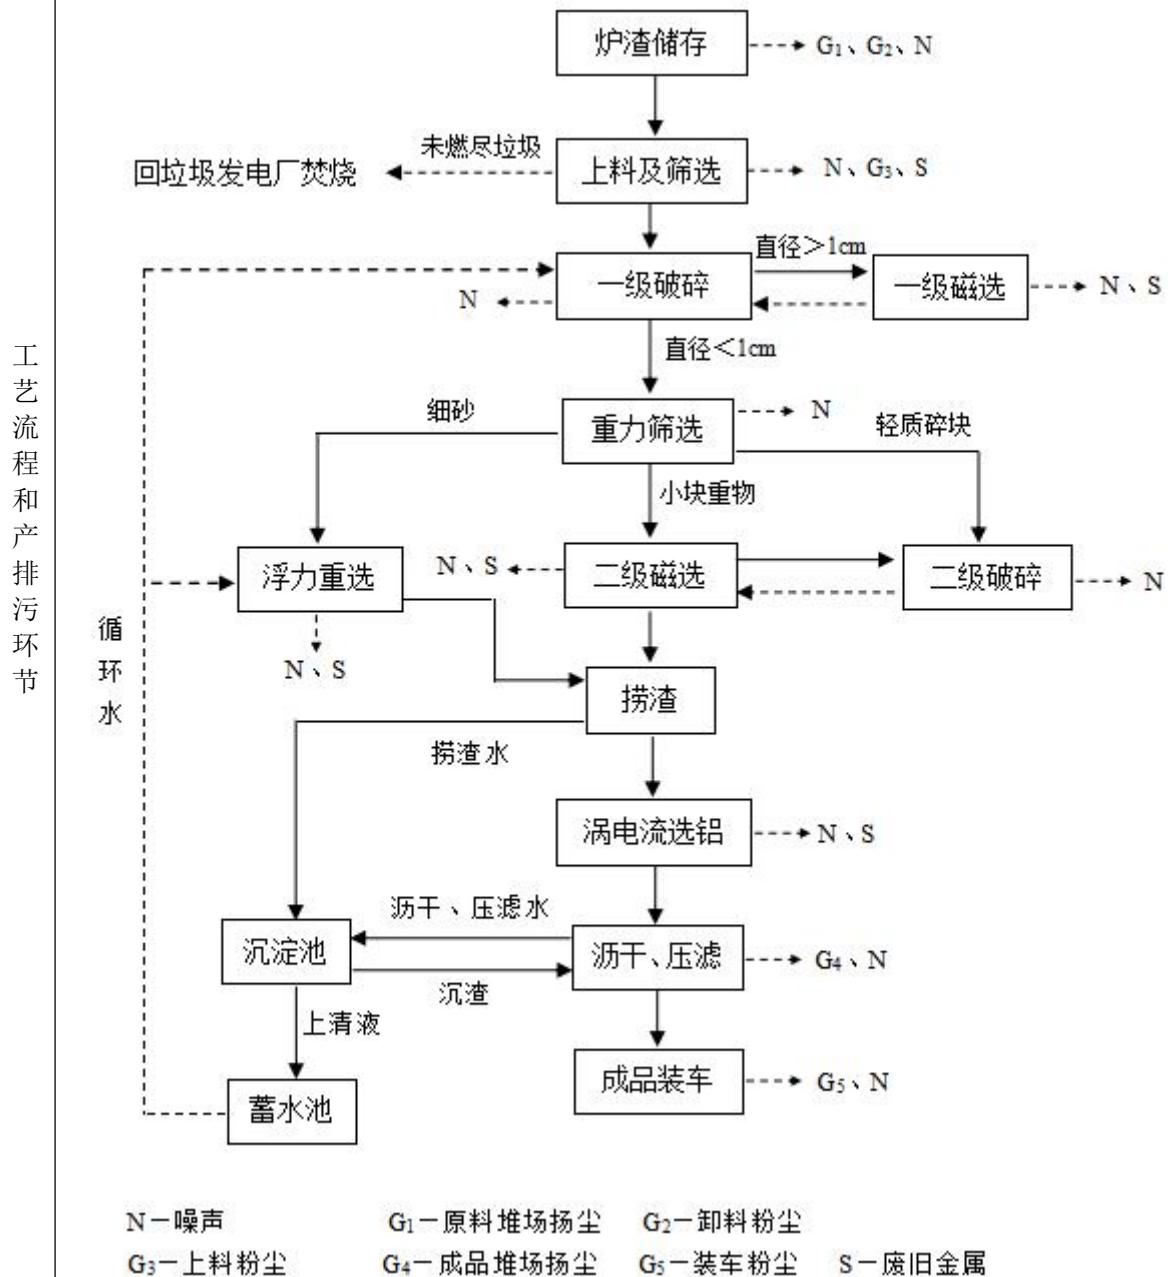 工艺流程和产排污环节
炉渣储存
G1、G2、N
未燃尽垃圾
回垃圾发电厂焚烧
上料及筛选
N、G3、S
直径＞1cm
一级破碎
一级磁选
N
N、S
直径＜1cm
细砂
重力筛选
N
轻质碎块
小块重物
浮力重选
N、S
二级磁选
二级破碎
N
循环水
N、S
捞渣
捞渣水
涡电流选铝
N、S
沥干、压滤水
沉淀池
沥干、压滤
G4、N
沉渣
上清液
成品装车
G5、N
蓄水池
N－噪声 G1－原料堆场扬尘 G2－卸料粉尘
G3－上料粉尘 G4－成品堆场扬尘 G5－装车粉尘 S－废旧金属